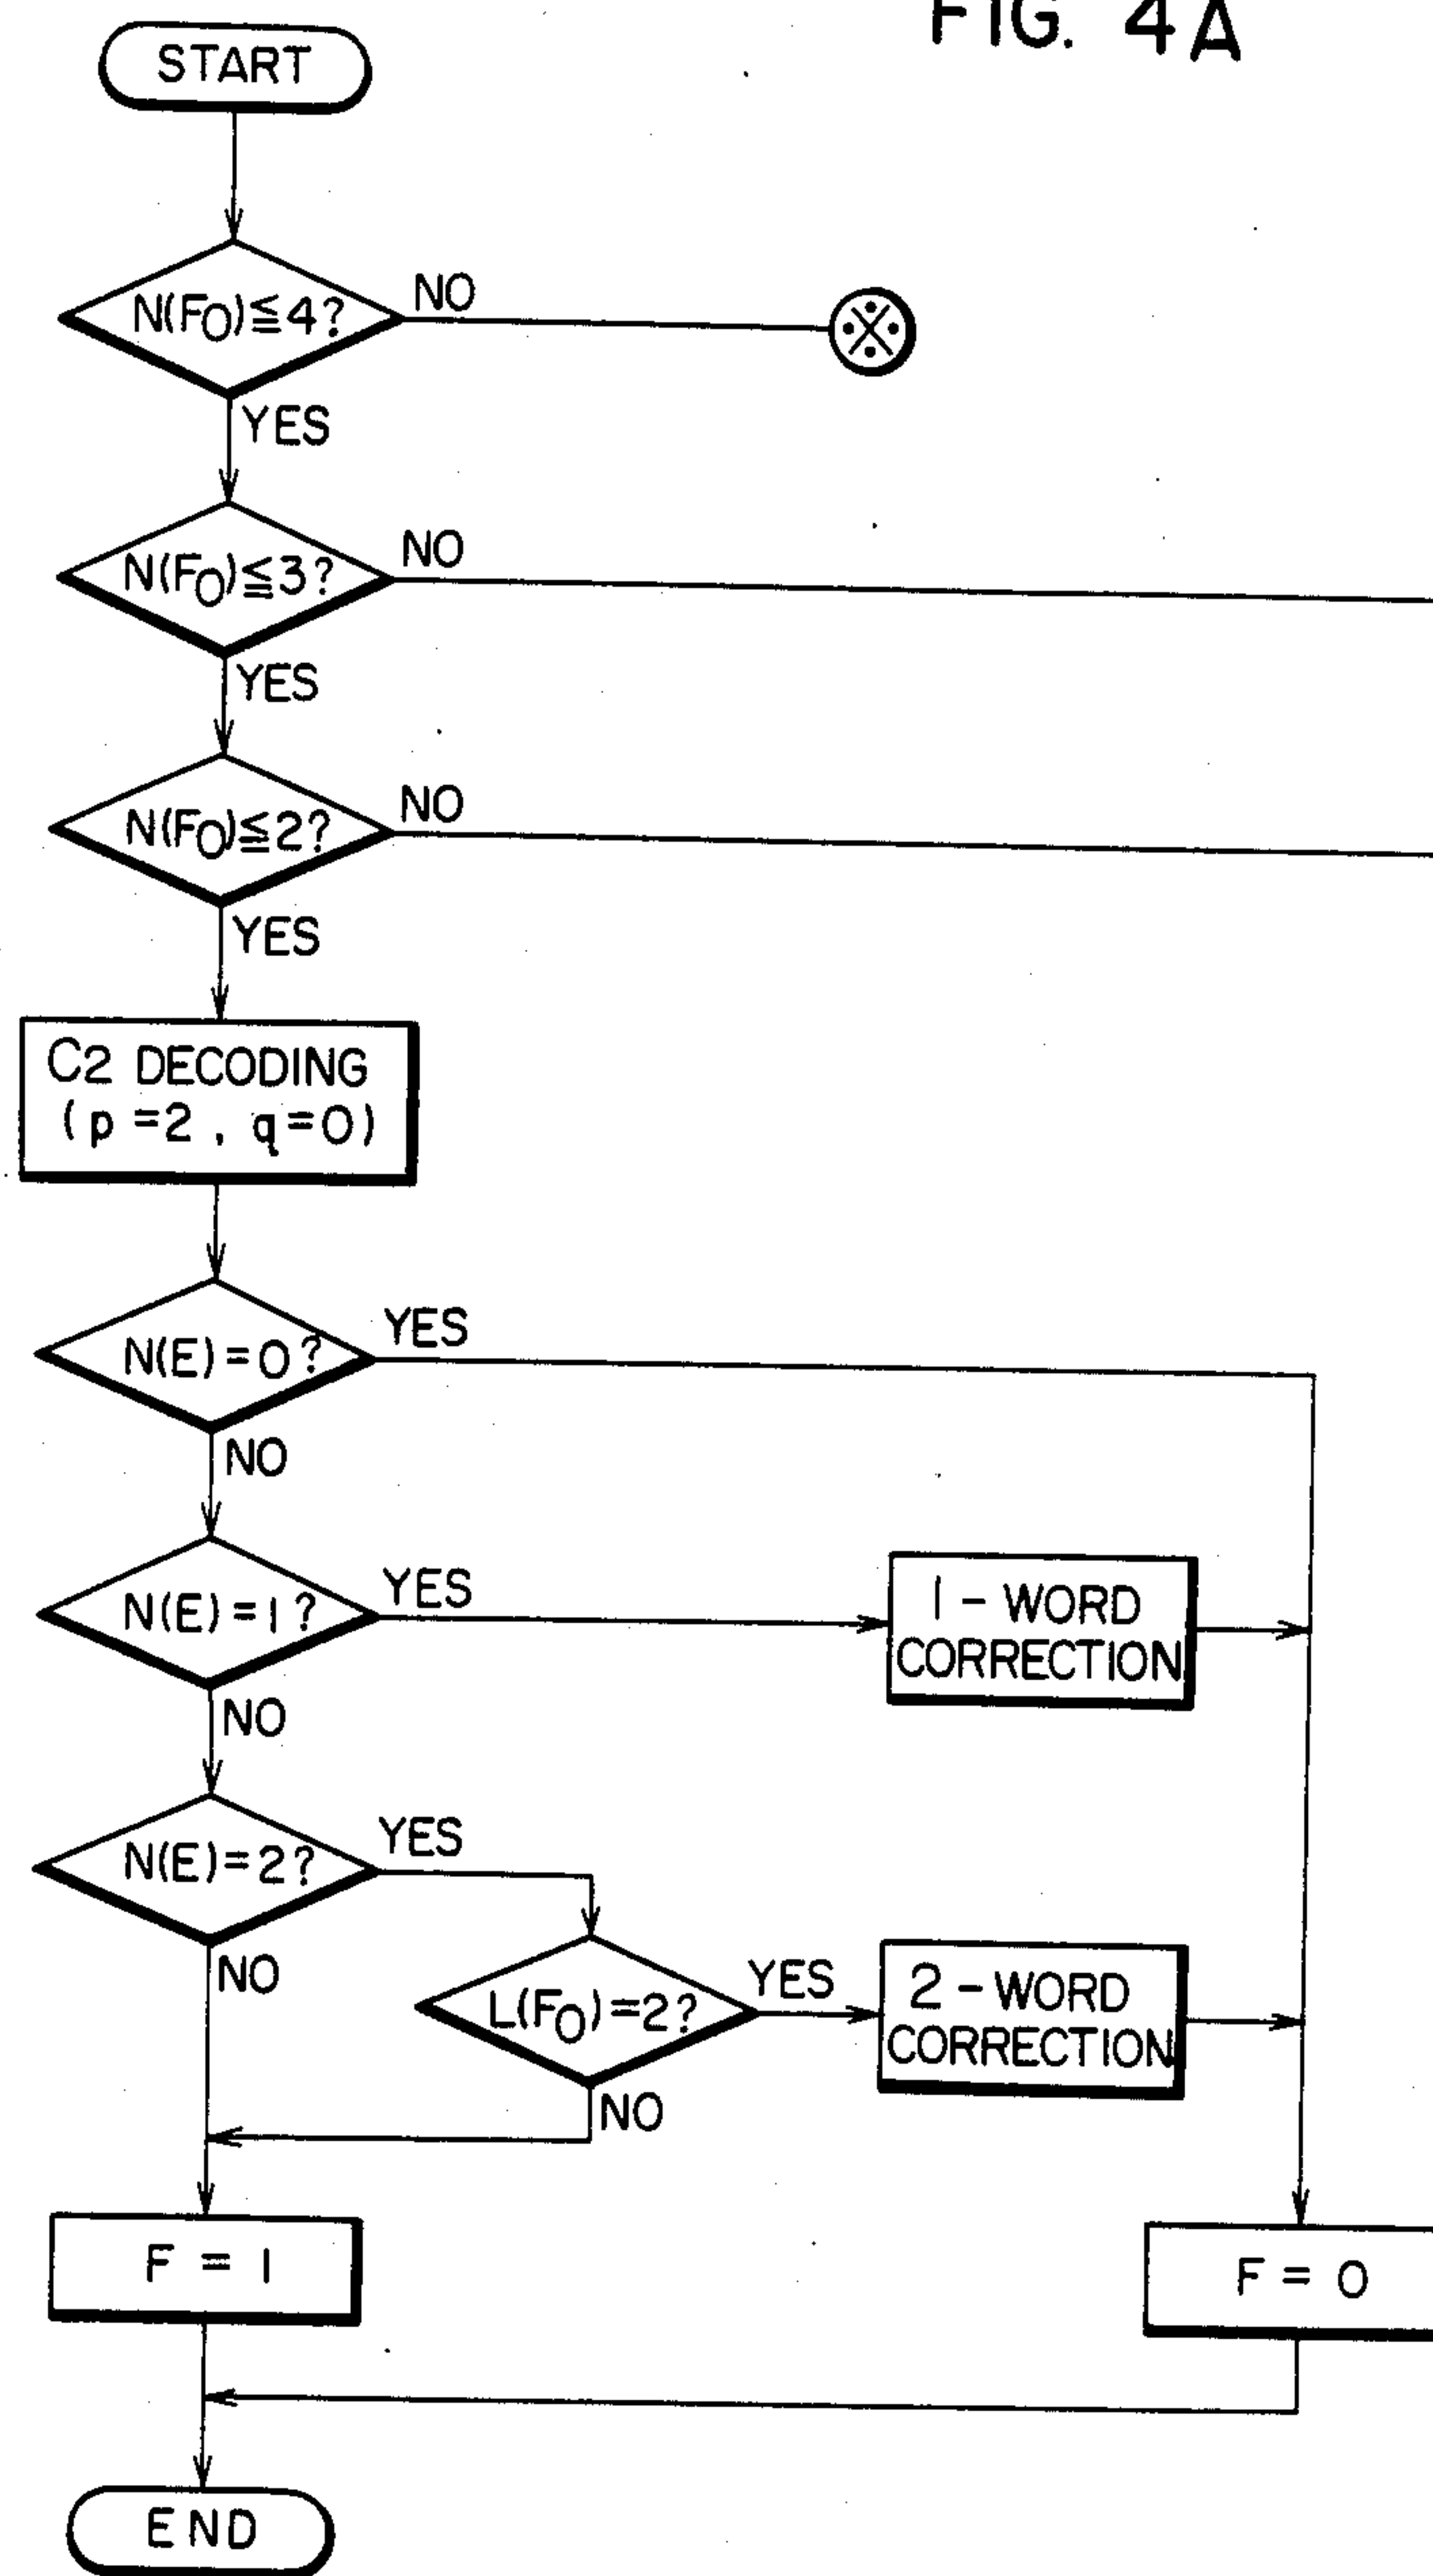 FIG. 4A
START
N(FO)≦4?
NO
※
YES
N(FO)≦3?
NO
YES
N(FO)≦2?
NO
YES
C2 DECODING
(p=2, q=0)
N(E)=0?
YES
NO
N(E)=1?
YES
1-WORD
CORRECTION
NO
N(E)=2?
YES
NO
L(FO)=2?
YES
2-WORD
CORRECTION
NO
F = 1
F = 0
END